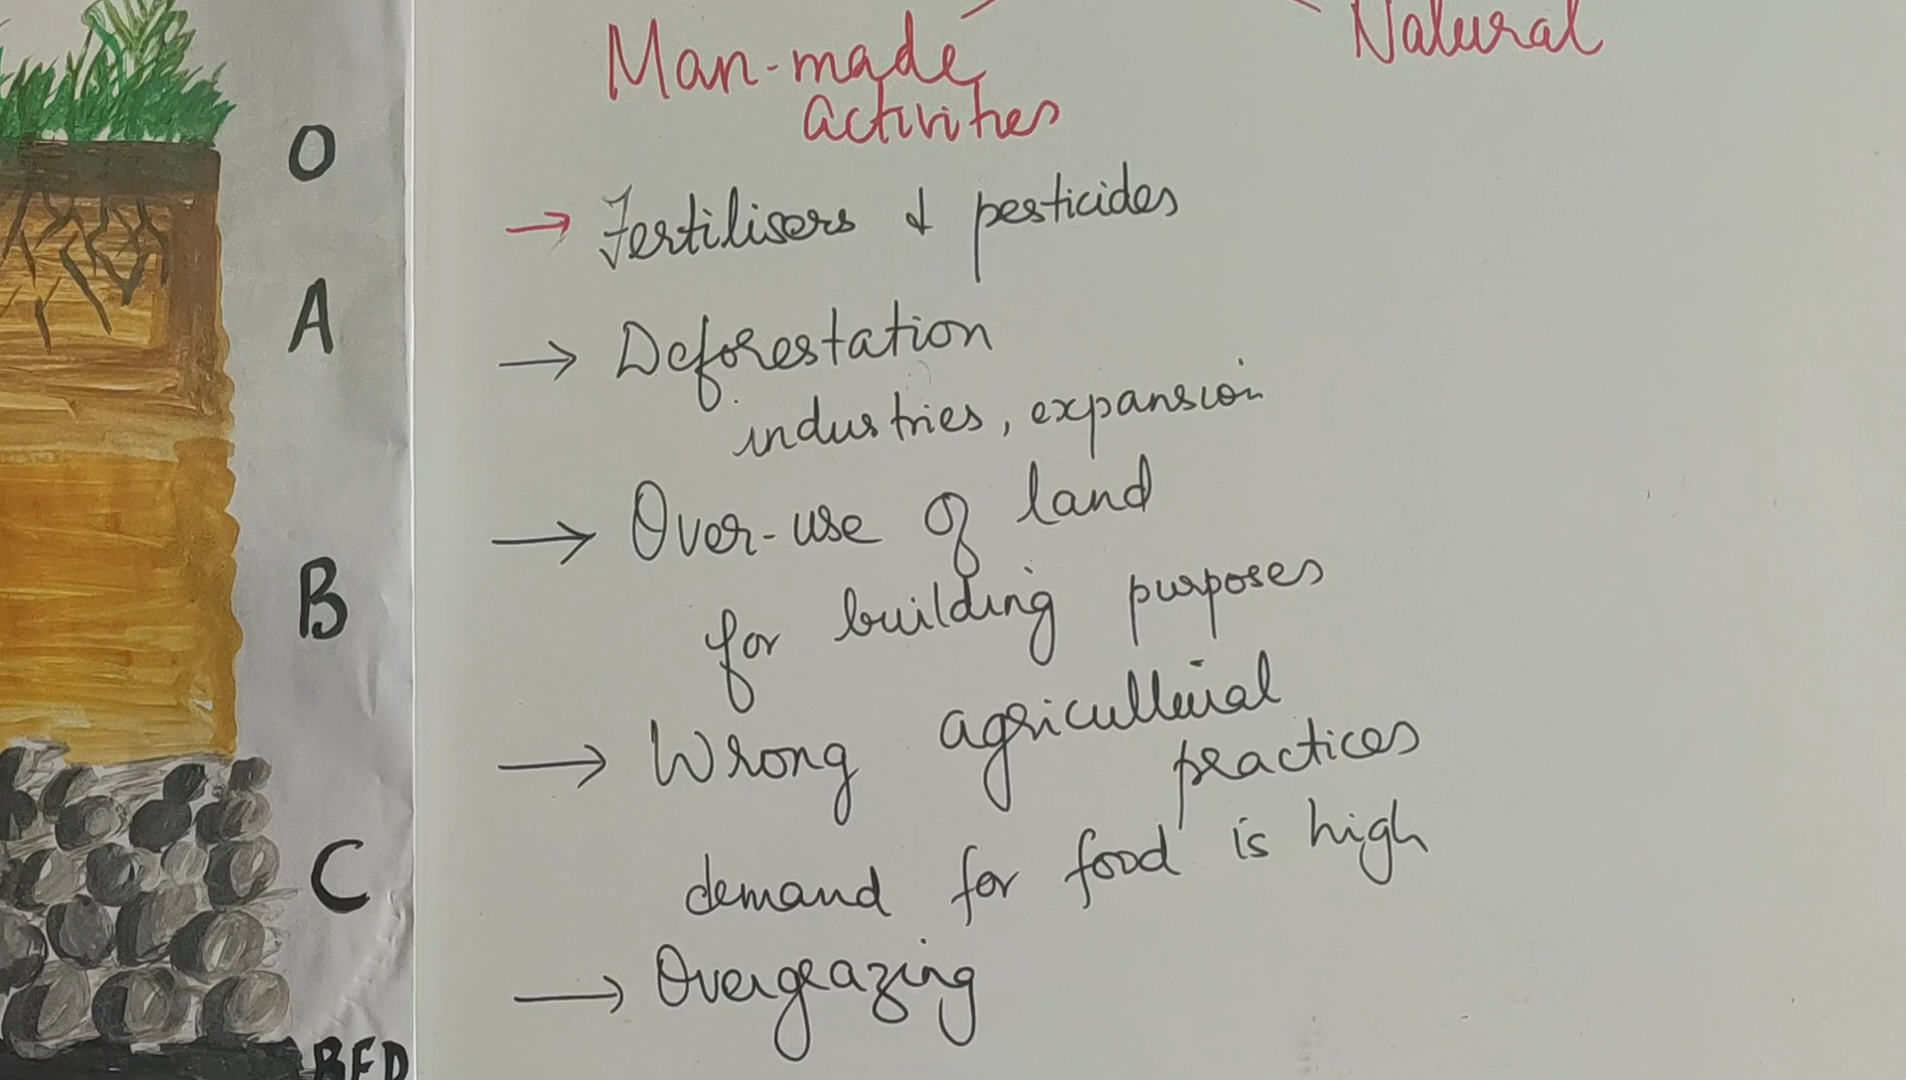 Man-made
activities
Natural
→ Fertilisers & pesticides
→ Deforestation
industries, expansion
→ Over-use of land
for building purposes
→ Wrong agricultural
practices
demand for food is high
→ Overgrazing
O
A
B
C
BED